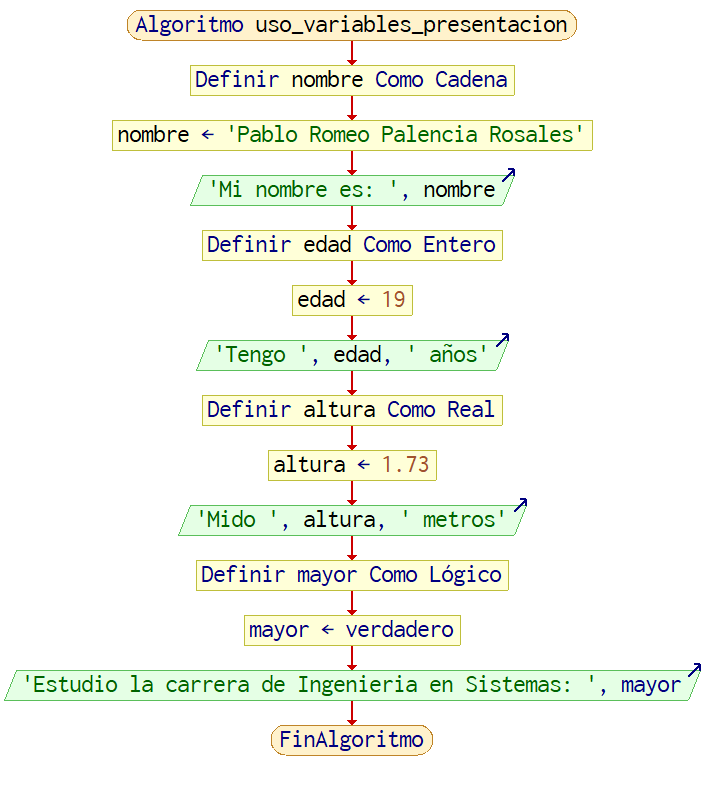 Algoritmo uso_variables_presentacion
Definir nombre Como Cadena
nombre ← 'Pablo Romeo Palencia Rosales'
'Mi nombre es: ', nombre
Definir edad Como Entero
edad ← 19
'Tengo ', edad, ' años'
Definir altura Como Real
altura ← 1.73
'Mido ', altura, ' metros'
Definir mayor Como Lógico
mayor ← verdadero
'Estudio la carrera de Ingenieria en Sistemas: ', mayor
FinAlgoritmo